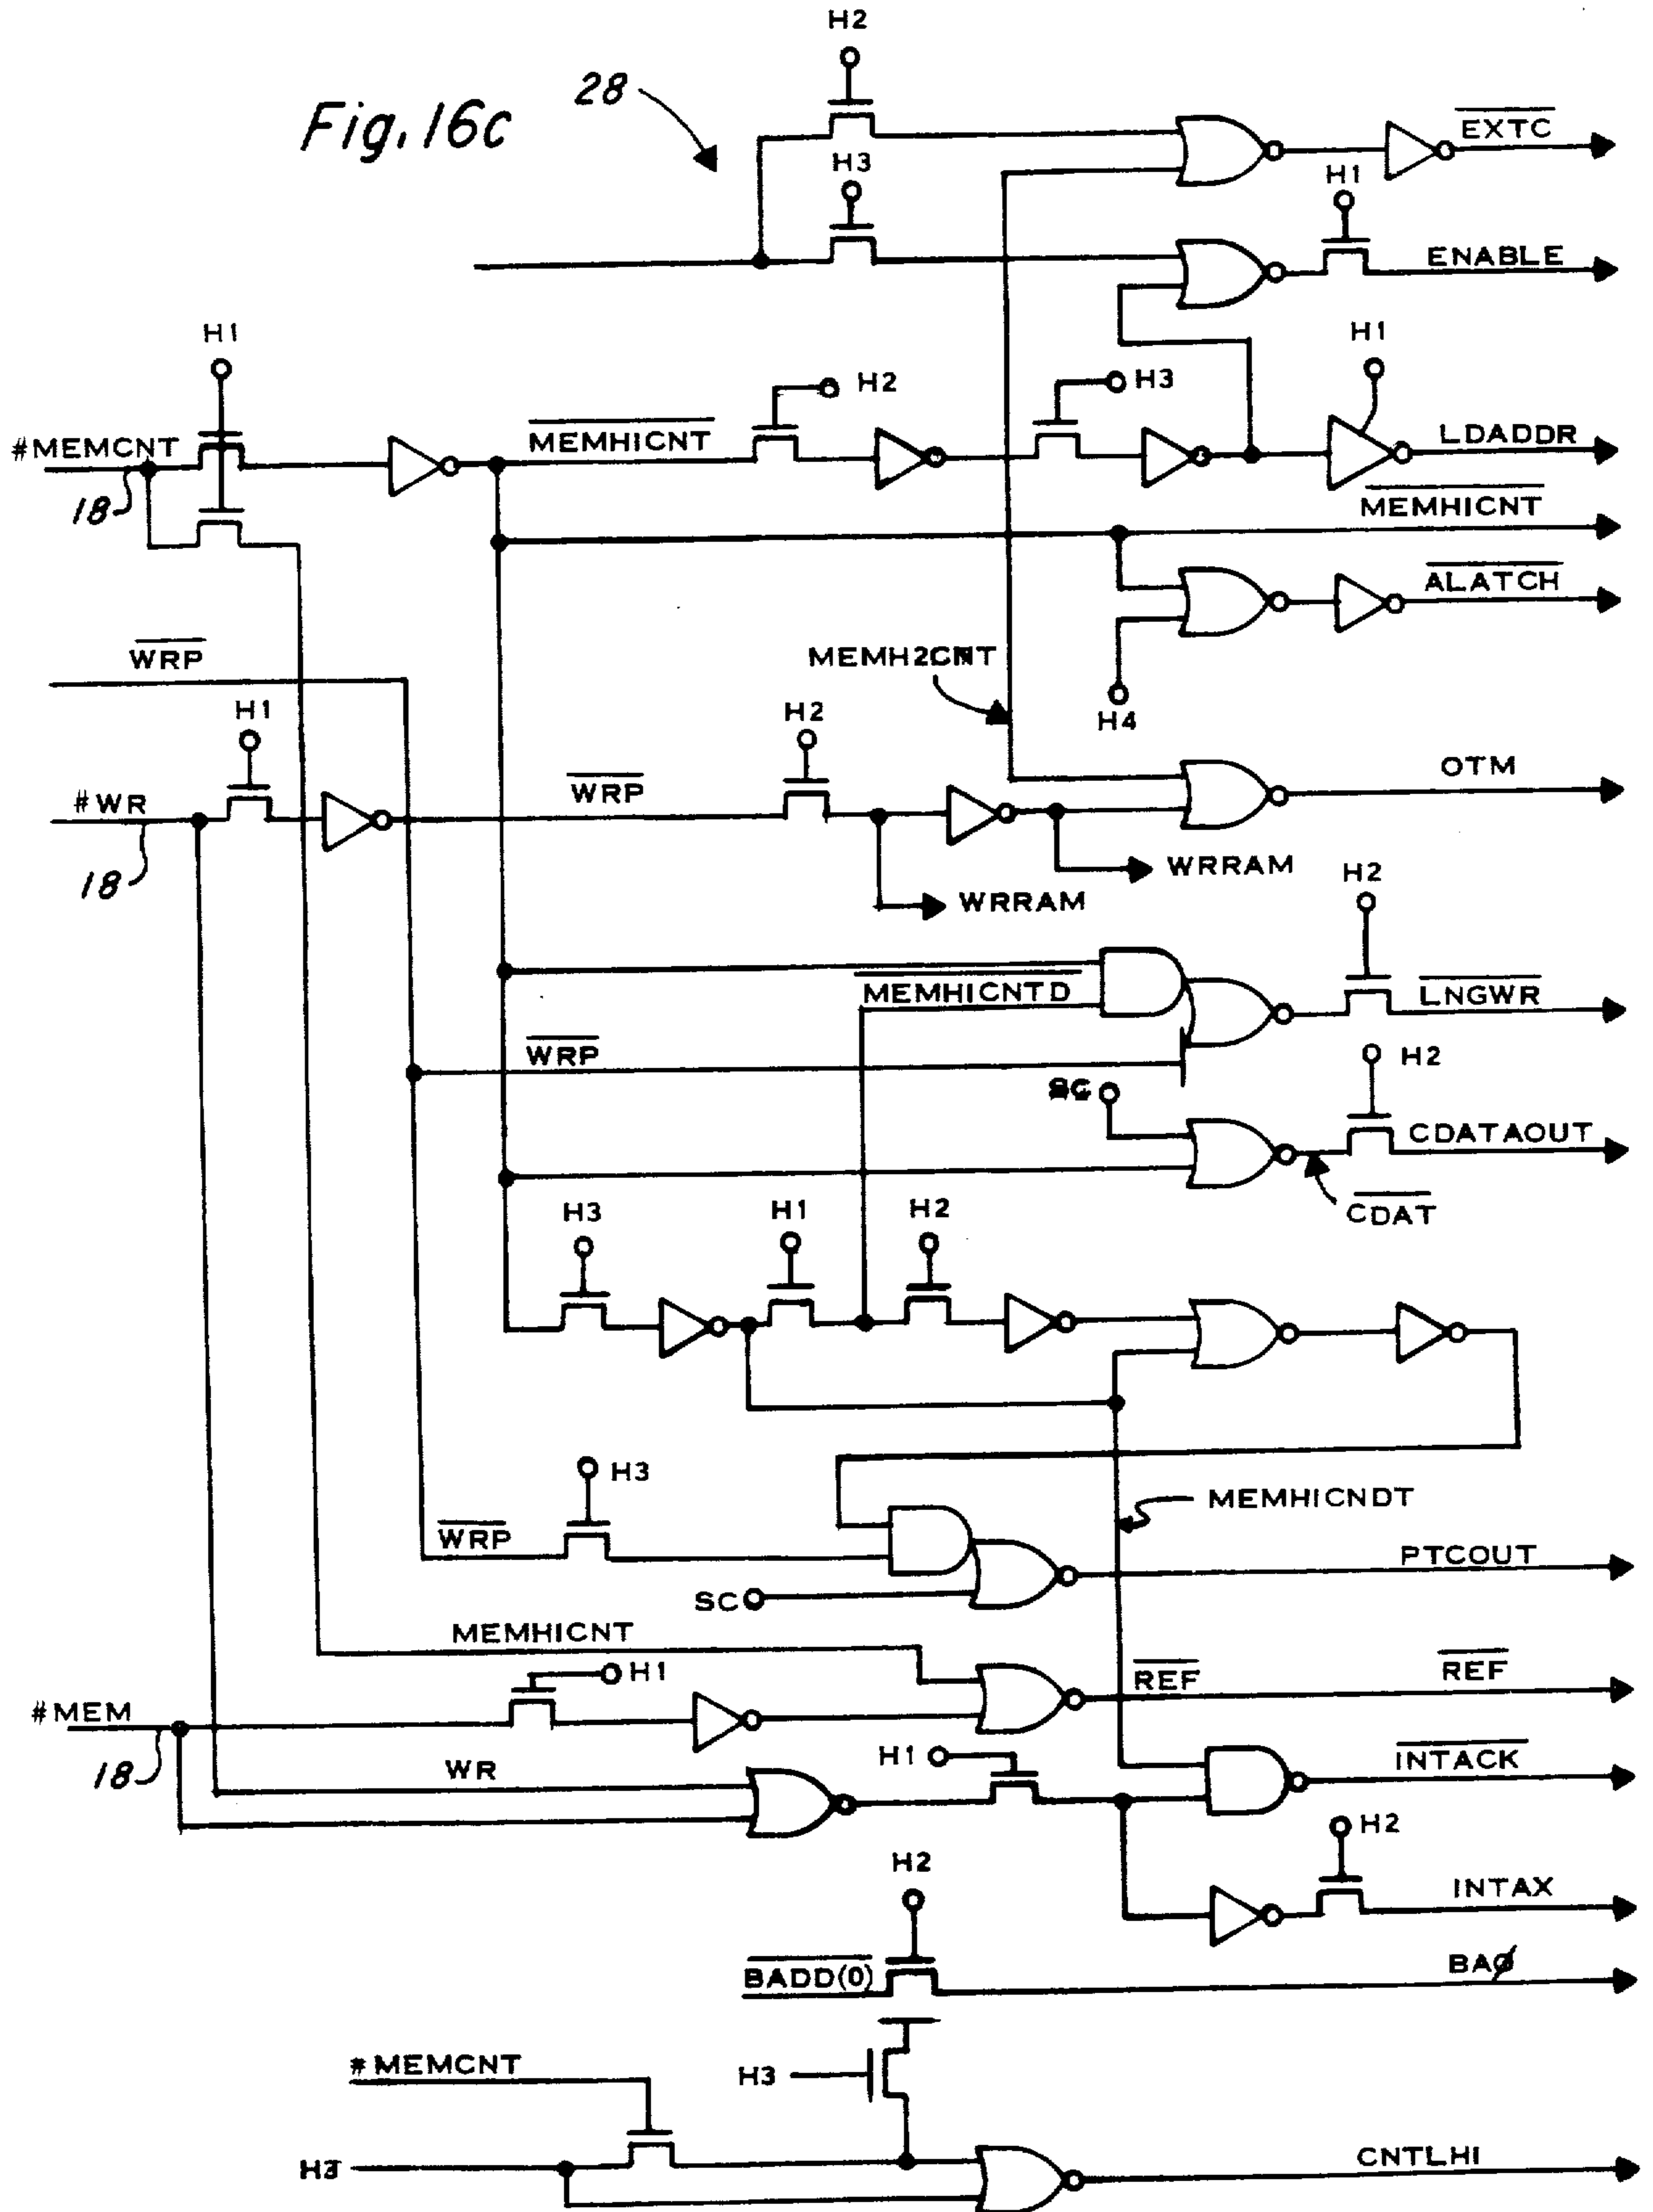 H2
28
Fig. 16c
EXTC
H3
H1
ENABLE
H1
H1
H2
H3
#MEMCNT
MEMHICNT
LDADDR
18
MEMHICNT
ALATCH
WRP
MEMH2CNT
H4
H1
H2
#WR
WRP
OTM
18
WRRAM
WRRAM
H2
MEMHICNTD
LNGWR
WRP
H2
CDATAOUT
CDAT
H3
H1
H2
H3
MEMHICNDT
WRP
PTCOUT
SC
MEMHICNT
H1
REF
REF
#MEM
18
WR
H1
INTACK
H2
H2
INTAX
BADD(0)
BAØ
#MEMCNT
H3
H3
CNTLHI